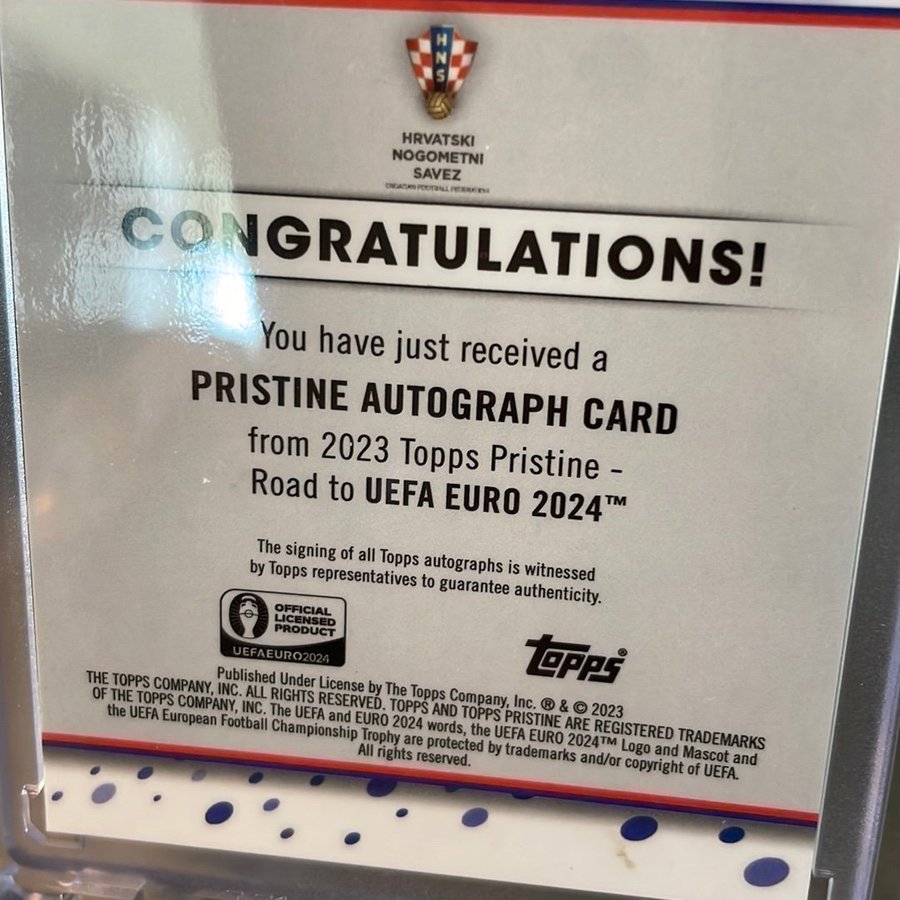 HNS
HRVATSKI
NOGOMETNI
SAVEZ
CROATIAN FOOTBALL FEDERATION
CONGRATULATIONS!
You have just received a
PRISTINE AUTOGRAPH CARD
from 2023 Topps Pristine -
Road to UEFA EURO 2024™
The signing of all Topps autographs is witnessed
by Topps representatives to guarantee authenticity.
OFFICIAL
LICENSED
PRODUCT
UEFAEURO2024
topps®
Published Under License by The Topps Company, Inc. ® & © 2023
THE TOPPS COMPANY, INC. ALL RIGHTS RESERVED. TOPPS AND TOPPS PRISTINE ARE REGISTERED TRADEMARKS
OF THE TOPPS COMPANY, INC. The UEFA and EURO 2024 words, the UEFA EURO 2024™ Logo and Mascot and
the UEFA European Football Championship Trophy are protected by trademarks and/or copyright of UEFA.
All rights reserved.